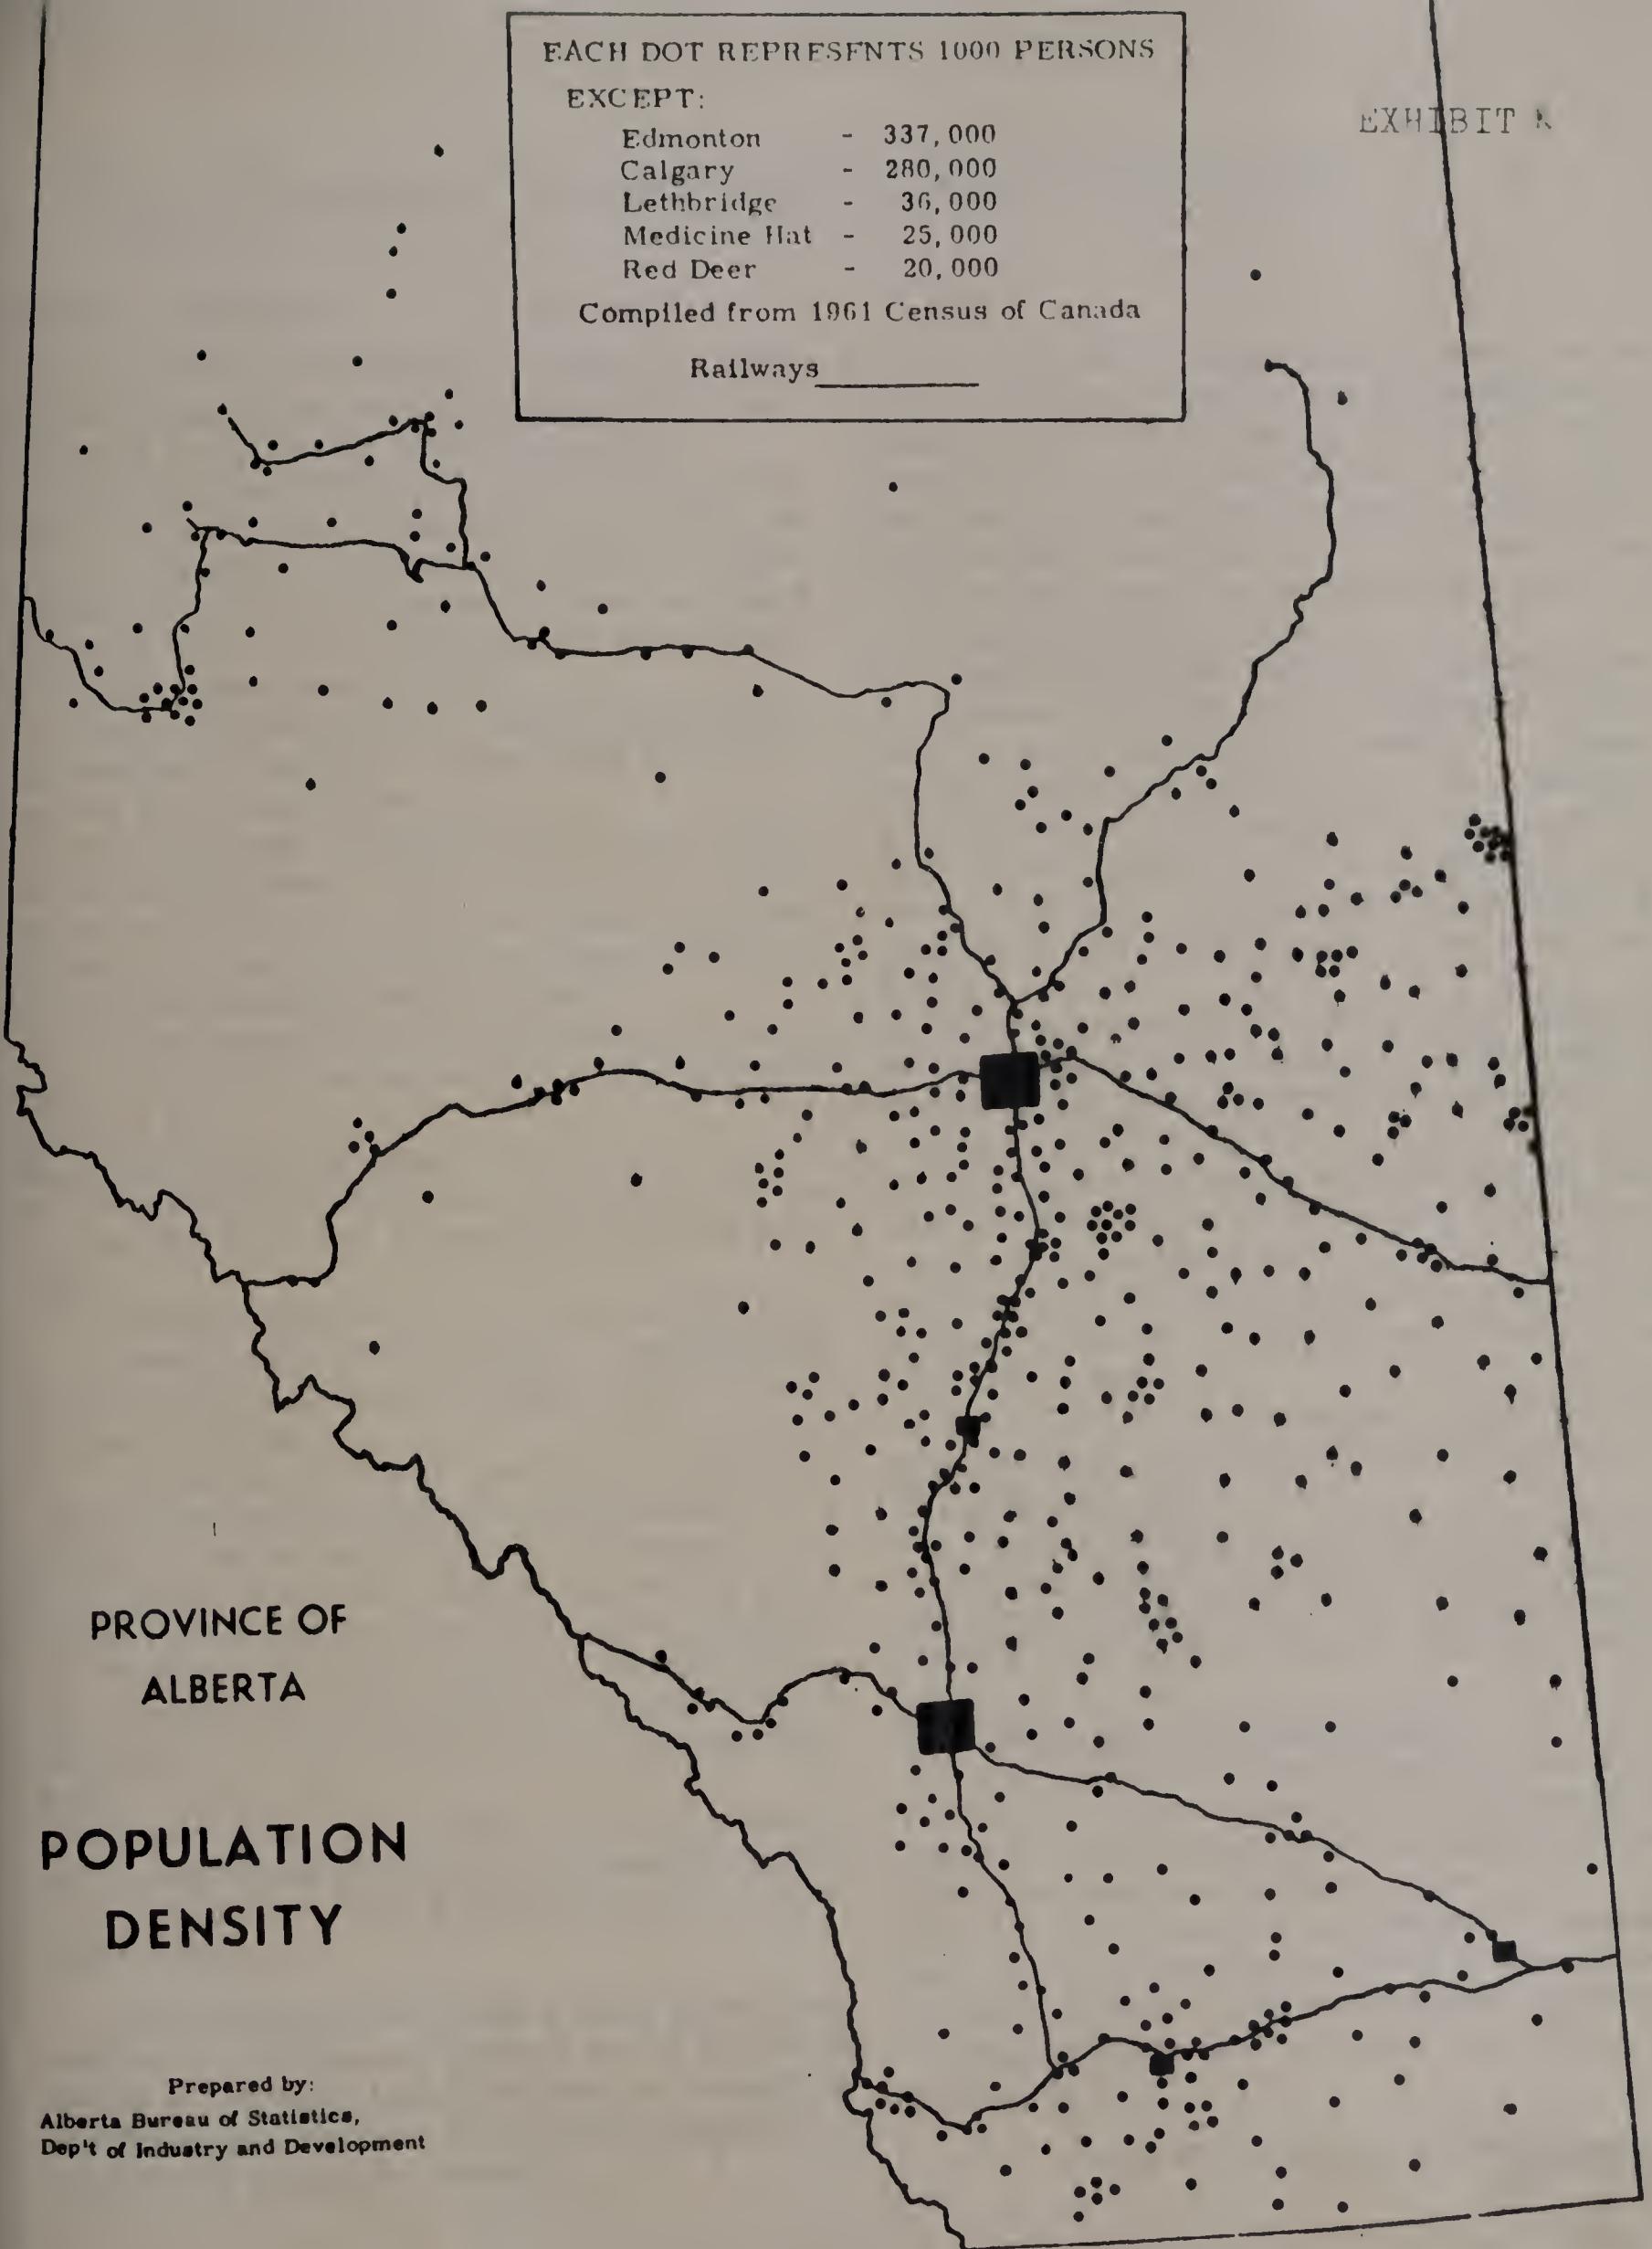 EACH DOT REPRESENTS 1000 PERSONS
EXCEPT:
Edmonton - 337,000
Calgary - 280,000
Lethbridge - 36,000
Medicine Hat - 25,000
Red Deer - 20,000
Compiled from 1961 Census of Canada
Railways
EXHIBIT
PROVINCE OF
ALBERTA
POPULATION
DENSITY
Prepared by:
Alberta Bureau of Statistics,
Dep't of Industry and Development